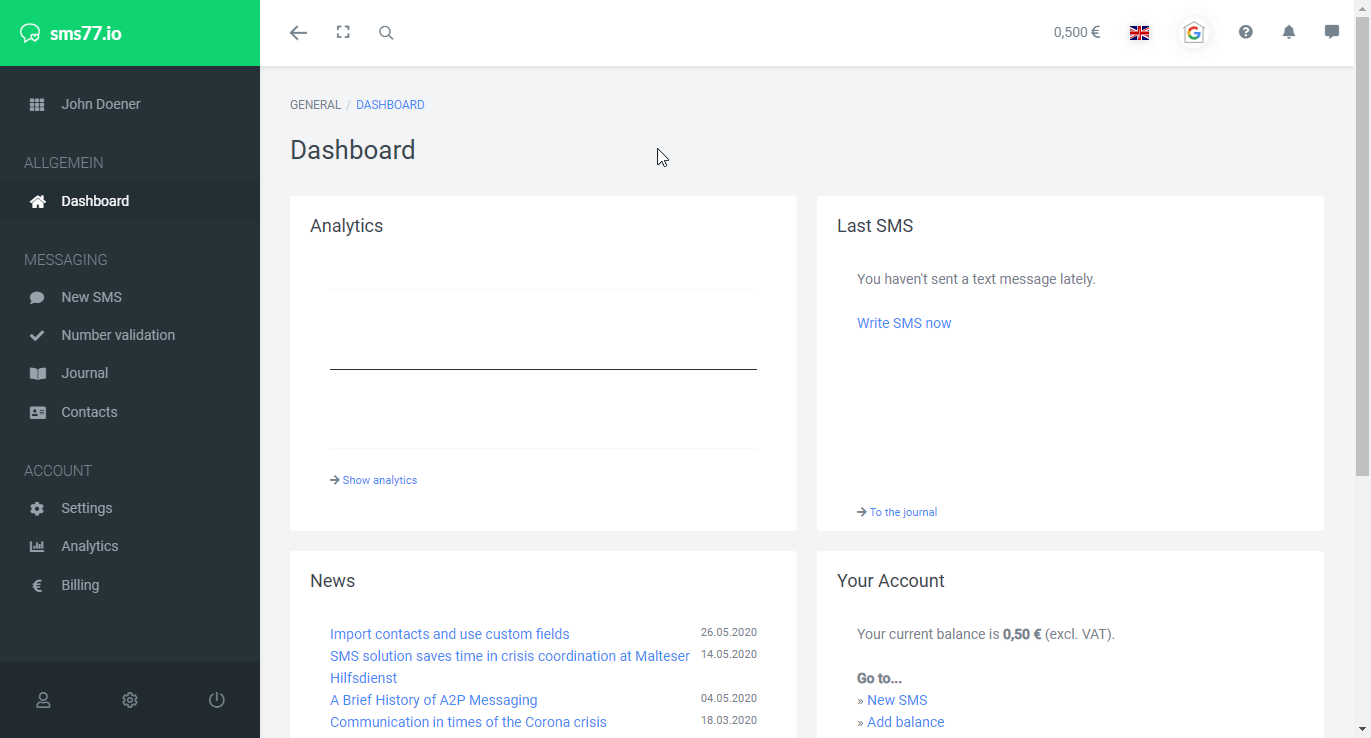 sms77.io
0,500 €
John Doener
ALLGEMEIN
Dashboard
MESSAGING
New SMS
Number validation
Journal
Contacts
ACCOUNT
Settings
Analytics
Billing
GENERAL / DASHBOARD
Dashboard
Analytics
Show analytics
Last SMS
You haven't sent a text message lately.
Write SMS now
To the journal
News
Import contacts and use custom fields 26.05.2020
SMS solution saves time in crisis coordination at Malteser 14.05.2020
Hilfsdienst
A Brief History of A2P Messaging 04.05.2020
Communication in times of the Corona crisis 18.03.2020
Your Account
Your current balance is 0,50 € (excl. VAT).
Go to...
» New SMS
» Add balance